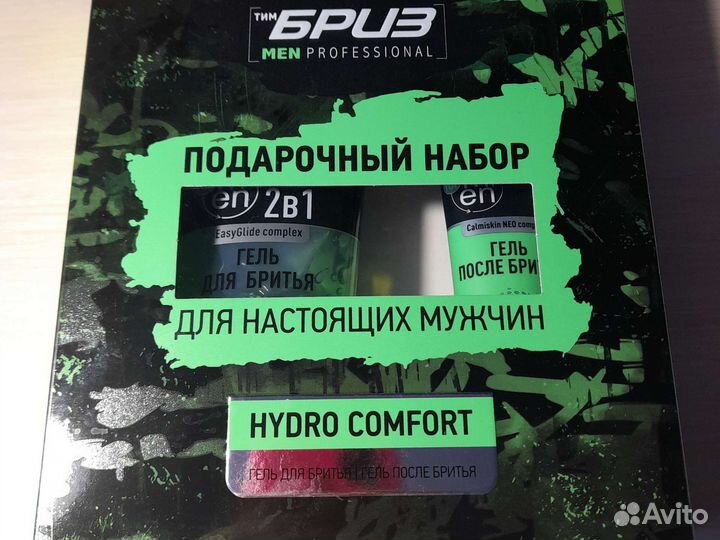 ТИМ БРИЗ
MEN PROFESSIONAL
ПОДАРОЧНЫЙ НАБОР
en 2в1
EasyGlide complex
ГЕЛЬ
ДЛЯ БРИТЬЯ
en
Calmiskin NEO comp
ГЕЛЬ
ПОСЛЕ БРИТ
ДЛЯ НАСТОЯЩИХ МУЖЧИН
HYDRO COMFORT
ГЕЛЬ ДЛЯ БРИТЬЯ | ГЕЛЬ ПОСЛЕ БРИТЬЯ
Avito